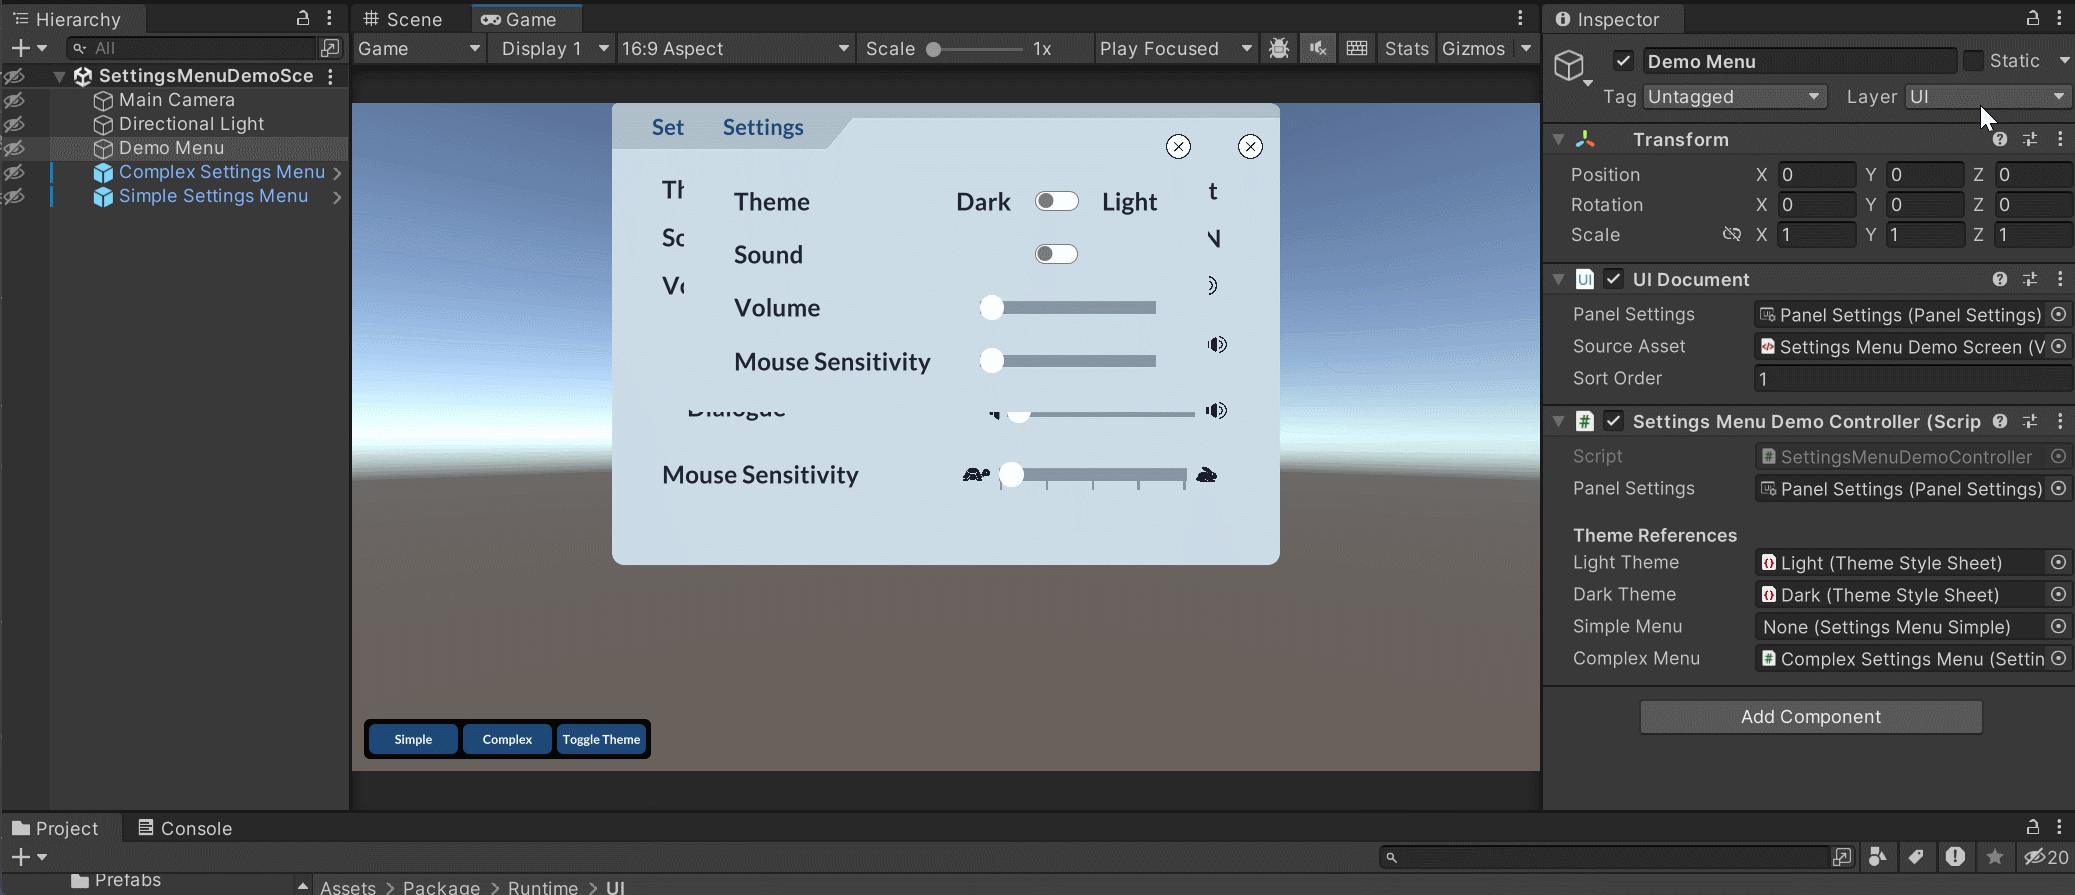 Hierarchy
All
SettingsMenuDemoSce
Main Camera
Directional Light
Demo Menu
Complex Settings Menu
Simple Settings Menu
Scene
Game
Game
Display 1
16:9 Aspect
Scale
1x
Play Focused
Stats
Gizmos
Set
Settings
Th
Theme
Dark
Light
t
So
Sound
N
Vo
Volume
Mouse Sensitivity
Dialogue
Mouse Sensitivity
Simple
Complex
Toggle Theme
Inspector
Demo Menu
Static
Tag
Untagged
Layer
UI
Transform
Position X 0 Y 0 Z 0
Rotation X 0 Y 0 Z 0
Scale X 1 Y 1 Z 1
UI Document
Panel Settings
Panel Settings (Panel Settings)
Source Asset
Settings Menu Demo Screen (V
Sort Order
1
Settings Menu Demo Controller (Scrip
Script
SettingsMenuDemoController
Panel Settings
Panel Settings (Panel Settings)
Theme References
Light Theme
Light (Theme Style Sheet)
Dark Theme
Dark (Theme Style Sheet)
Simple Menu
None (Settings Menu Simple)
Complex Menu
Complex Settings Menu (Settin
Add Component
Project
Console
20
Prefabs
Assets > Package > Runtime > UI